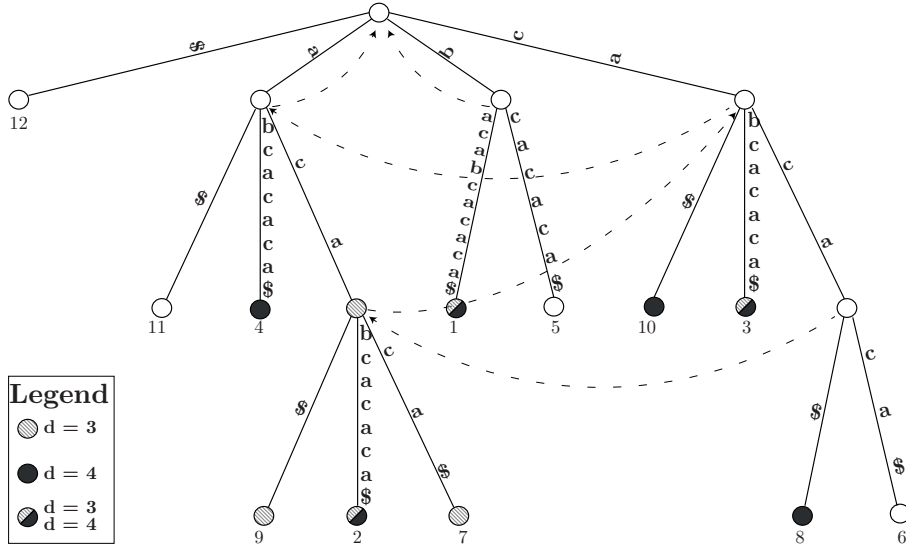 $
a
b
c a
12
$
b c a c a c a $
c a
a c a b c a c a c a $
c a c a c a $
$
b c a c a c a $
c a
11
4
1
5
10
3
$
b c a c a c a $
c a $
$
c a $
9
2
7
8
6
Legend
d = 3
d = 4
d = 3
d = 4